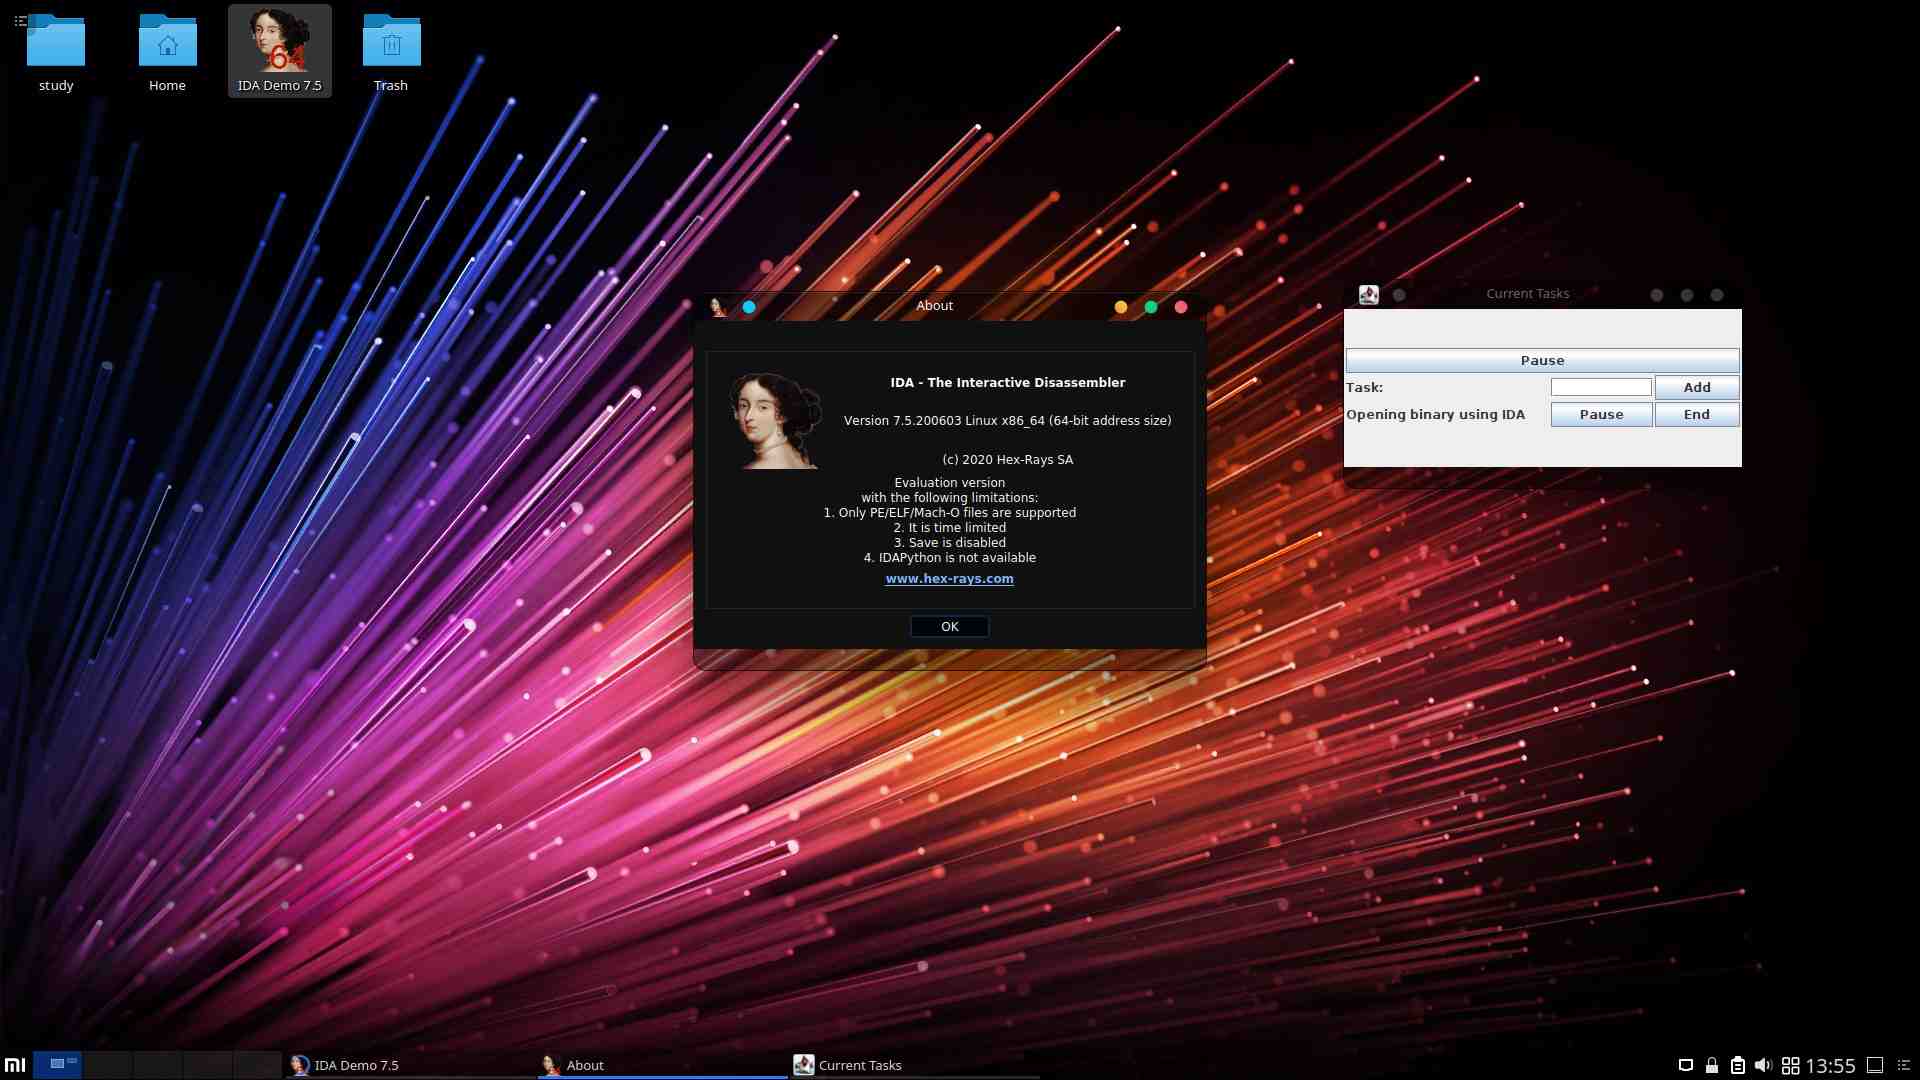 study
Home
64
IDA Demo 7.5
Trash
About
IDA - The Interactive Disassembler
Version 7.5.200603 Linux x86_64 (64-bit address size)
(c) 2020 Hex-Rays SA
Evaluation version
with the following limitations:
1. Only PE/ELF/Mach-O files are supported
2. It is time limited
3. Save is disabled
4. IDAPython is not available
www.hex-rays.com
OK
Current Tasks
Pause
Task:
Add
Opening binary using IDA
Pause
End
IDA Demo 7.5
About
Current Tasks
13:55